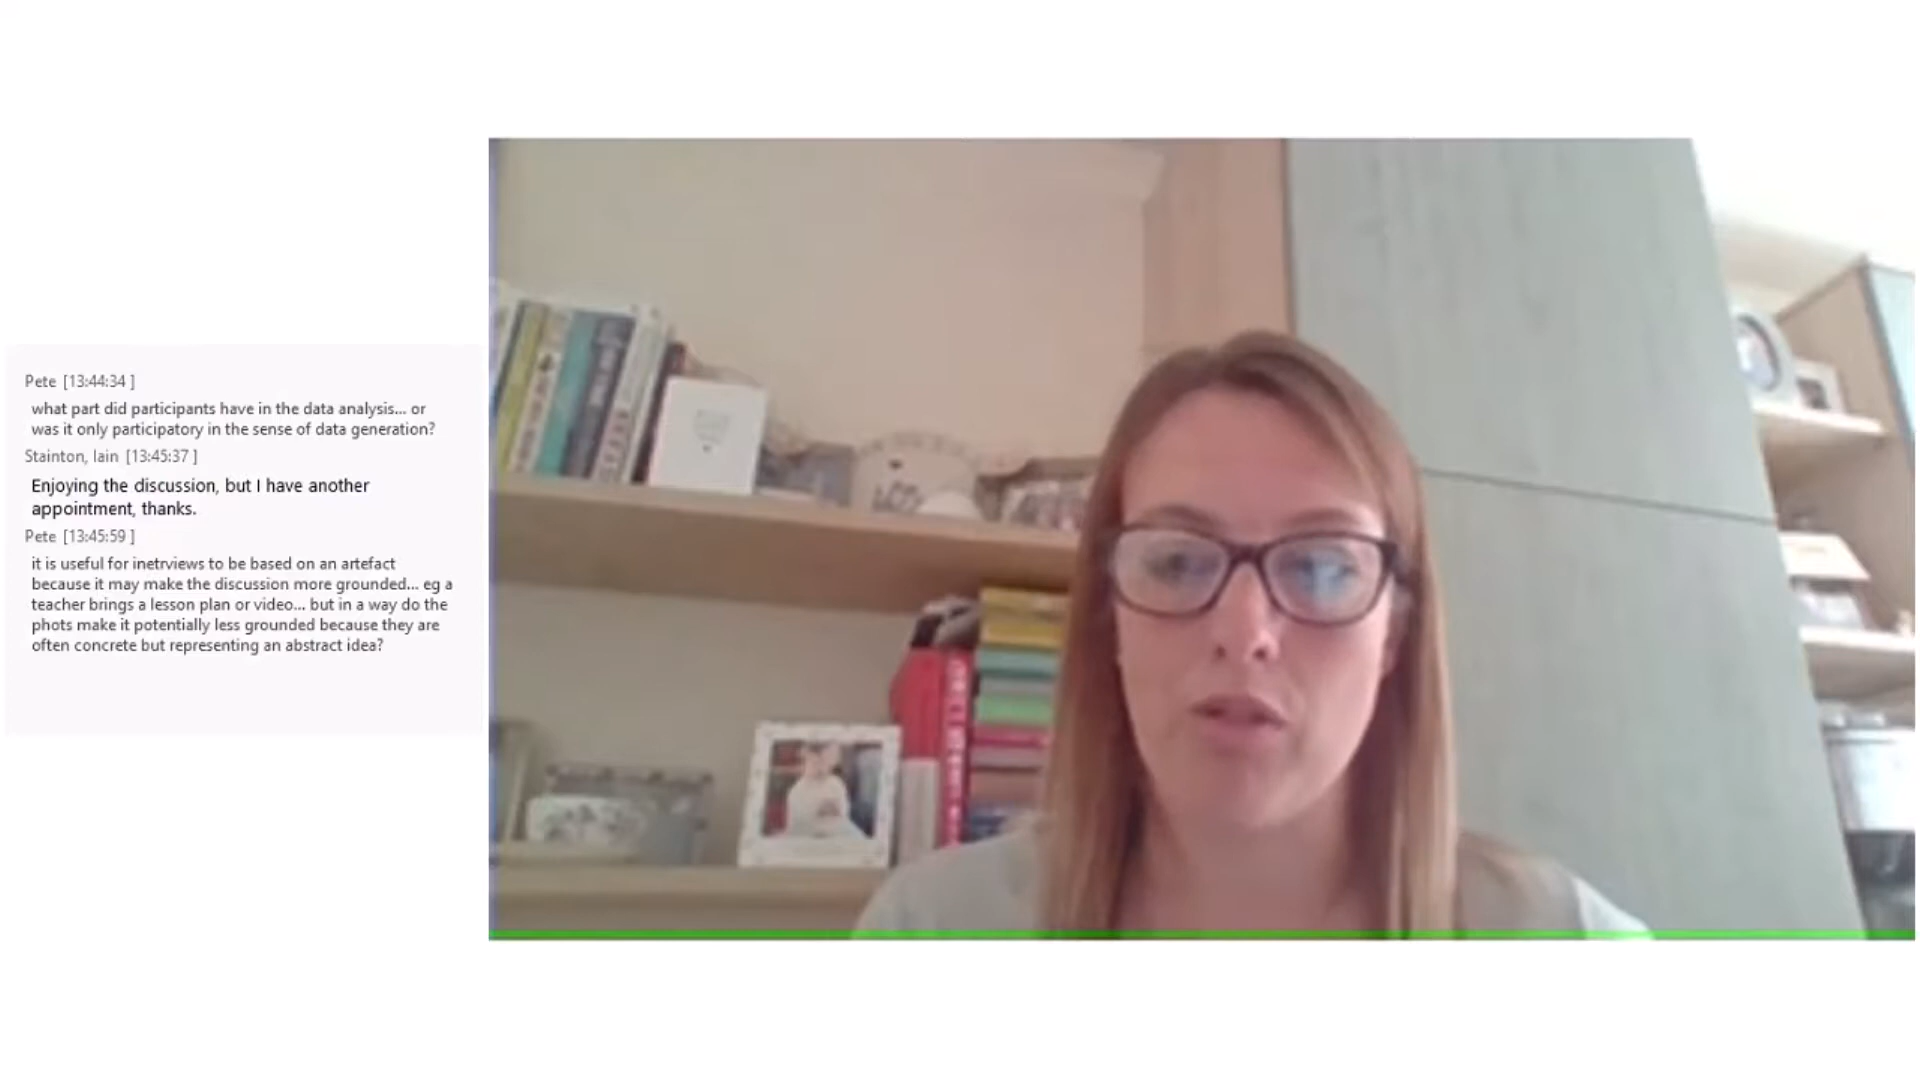 Pete [13:44:34 ]
what part did participants have in the data analysis... or
was it only participatory in the sense of data generation?
Stainton, Iain [13:45:37 ]
Enjoying the discussion, but I have another
appointment, thanks.
Pete [13:45:59 ]
it is useful for inetrviews to be based on an artefact
because it may make the discussion more grounded... eg a
teacher brings a lesson plan or video... but in a way do the
phots make it potentially less grounded because they are
often concrete but representing an abstract idea?